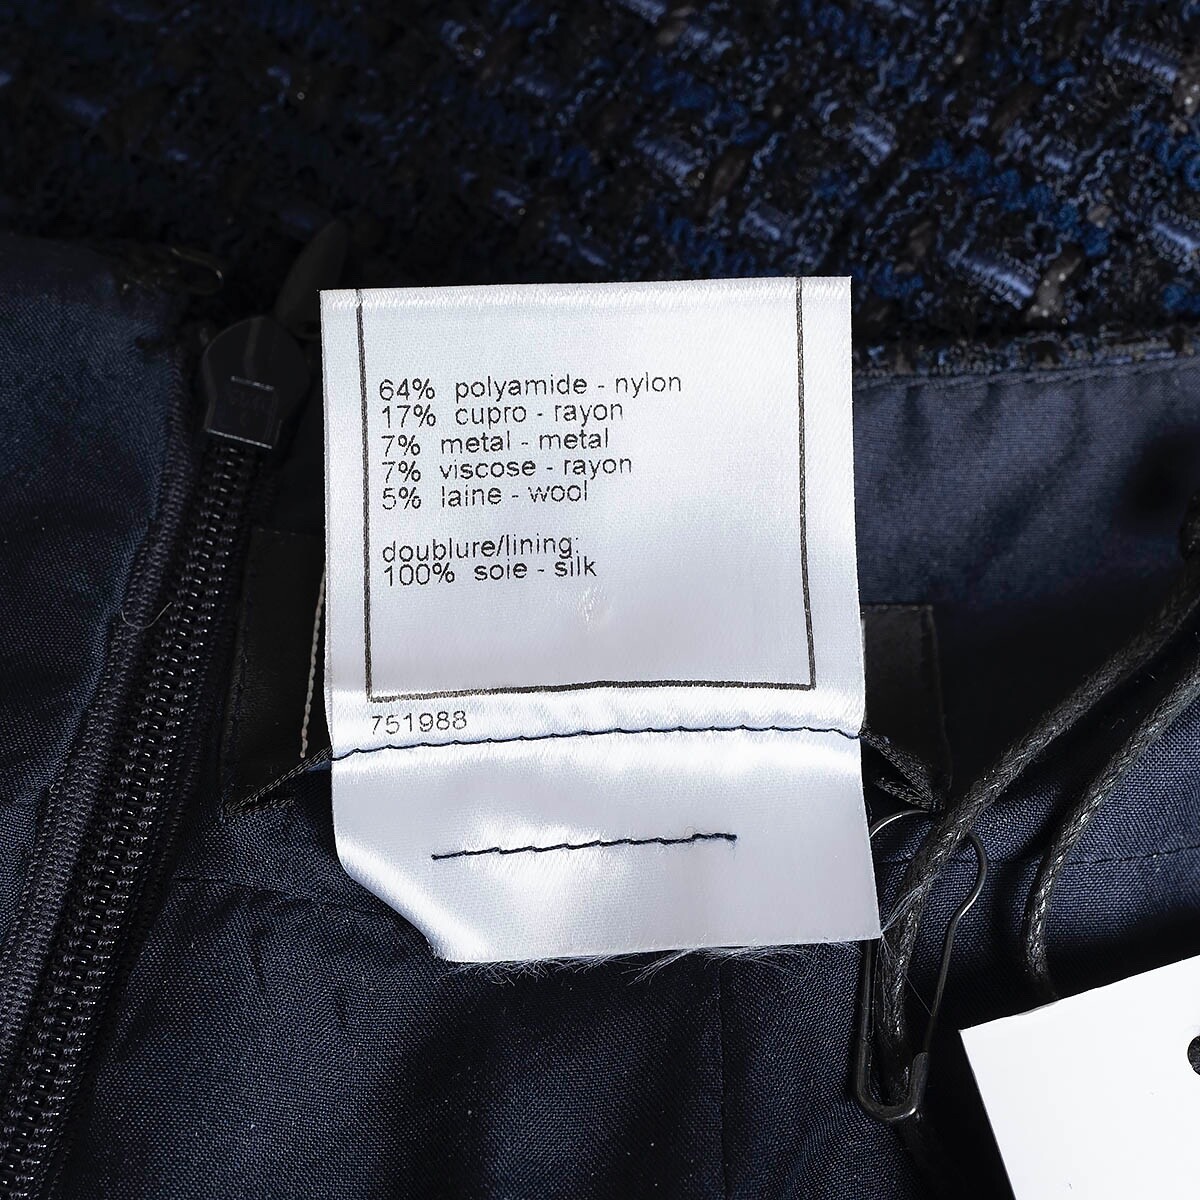 64% polyamide - nylon
17% cupro - rayon
7% metal - metal
7% viscose - rayon
5% laine - wool
doublure/lining:
100% soie - silk
751988